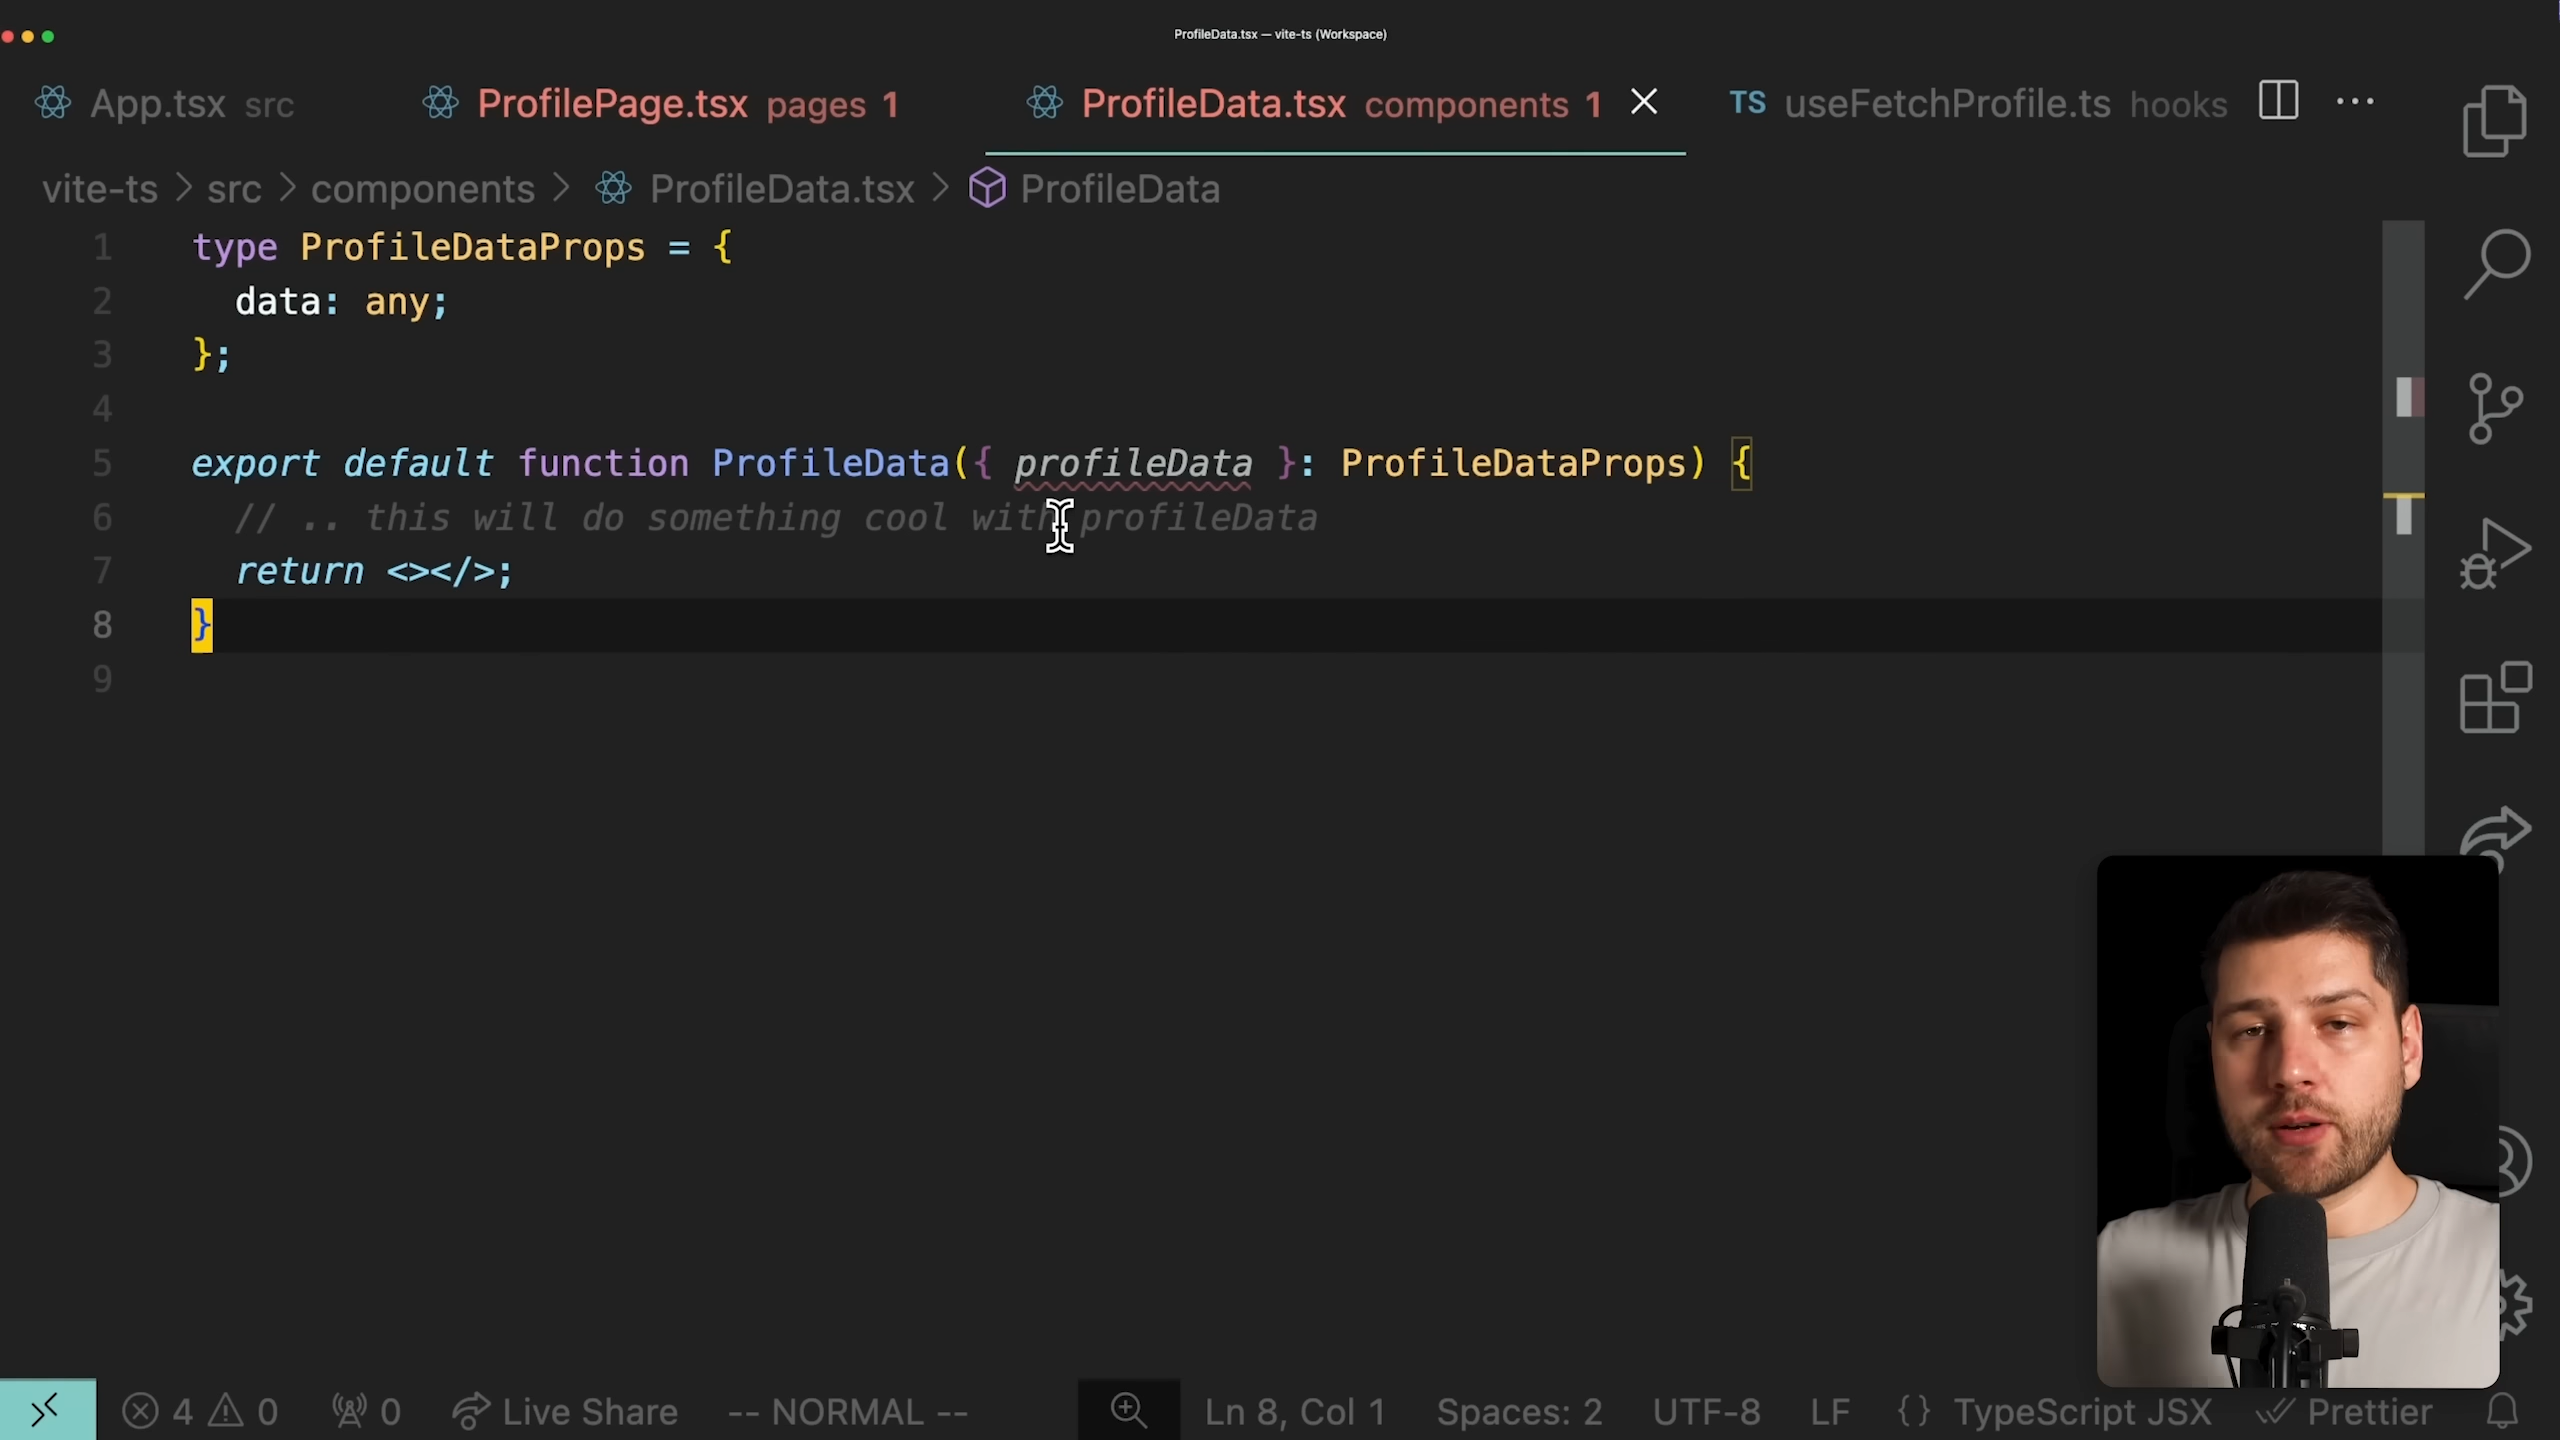 ProfileData.tsx — vite-ts (Workspace)
App.tsx src ProfilePage.tsx pages 1 ProfileData.tsx components 1 TS useFetchProfile.ts hooks
vite-ts > src > components > ProfileData.tsx > ProfileData
1 type ProfileDataProps = {
2 data: any;
3 };
4
5 export default function ProfileData({ profileData }: ProfileDataProps) {
6 // .. this will do something cool with profileData
7 return <></>;
8 }
9
4 0 0 Live Share -- NORMAL -- Ln 8, Col 1 Spaces: 2 UTF-8 LF {} TypeScript JSX Prettier